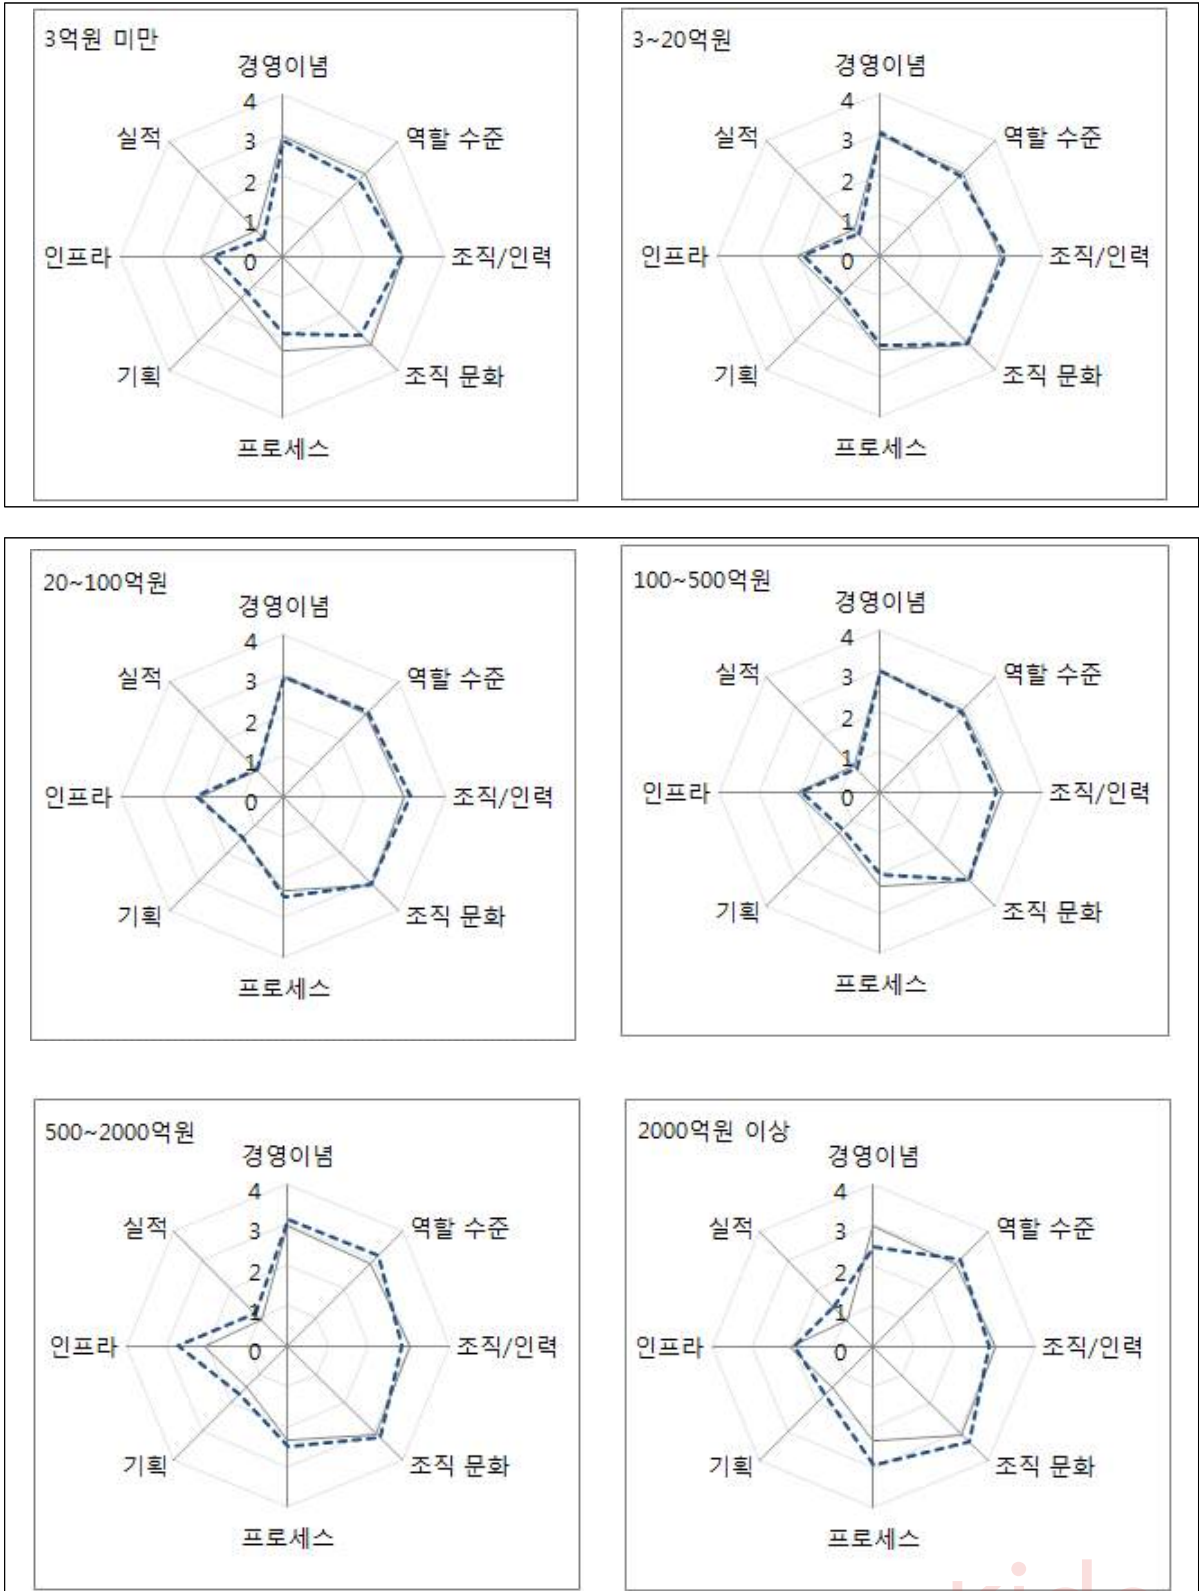 3억원 미만
경영이념
4
3
2
1
0
역할 수준
조직/인력
조직 문화
프로세스
기획
인프라
실적
3~20억원
경영이념
4
3
2
1
0
역할 수준
조직/인력
조직 문화
프로세스
기획
인프라
실적
20~100억원
경영이념
4
3
2
1
0
역할 수준
조직/인력
조직 문화
프로세스
기획
인프라
실적
100~500억원
경영이념
4
3
2
1
0
역할 수준
조직/인력
조직 문화
프로세스
기획
인프라
실적
500~2000억원
경영이념
4
3
2
1
0
역할 수준
조직/인력
조직 문화
프로세스
기획
인프라
실적
2000억원 이상
경영이념
4
3
2
1
0
역할 수준
조직/인력
조직 문화
프로세스
기획
인프라
실적